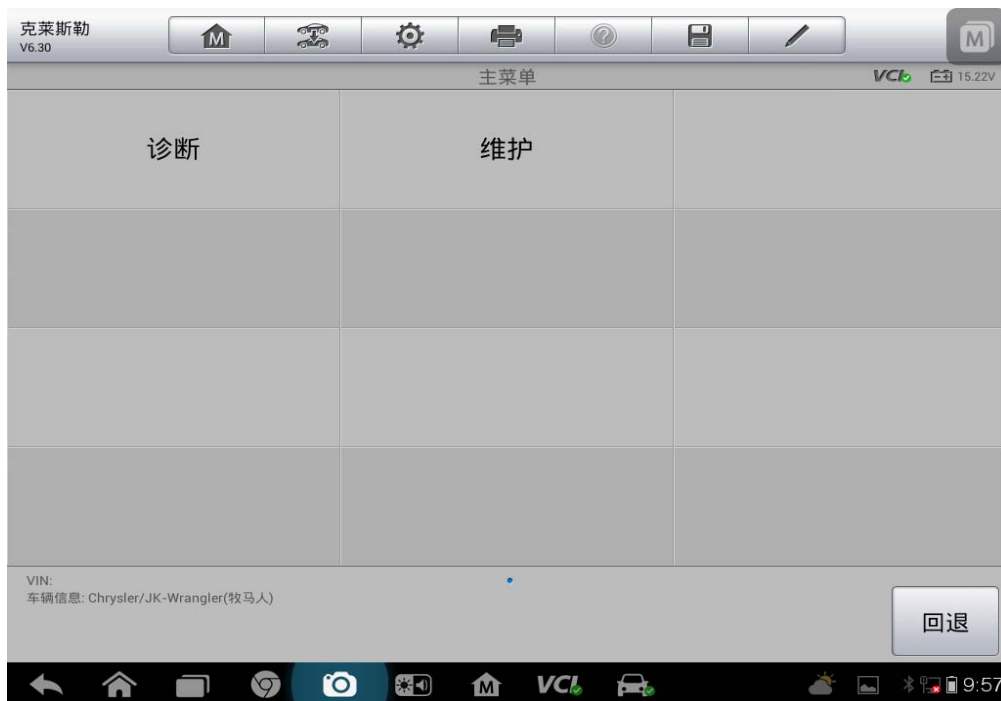 克莱斯勒
V6.30
M
M
主菜单
VCI
15.22V
诊断
维护
VIN:
车辆信息: Chrysler/JK-Wrangler(牧马人)
回退
M
VCI
9:57